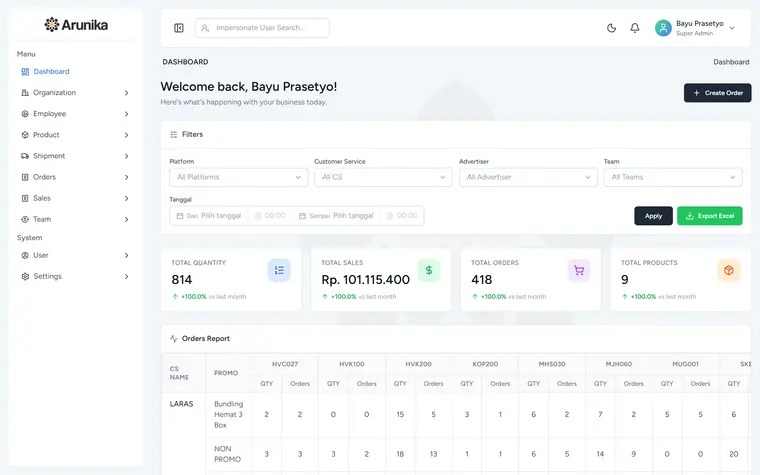 Arunika
Impersonate User Search...
Bayu Prasetyo
Super Admin
Menu
Dashboard
Organization
Employee
Product
Shipment
Orders
Sales
Team
System
User
Settings
DASHBOARD
Dashboard
Welcome back, Bayu Prasetyo!
Here's what's happening with your business today.
Create Order
Filters
Platform
Customer Service
Advertiser
Team
All Platforms
All CS
All Advertiser
All Teams
Tanggal
Dari Pilih tanggal 00:00 Sampai Pilih tanggal 00:00
Apply
Export Excel
TOTAL QUANTITY
814
+100.0% vs last month
TOTAL SALES
Rp. 101.115.400
+100.0% vs last month
TOTAL ORDERS
418
+100.0% vs last month
TOTAL PRODUCTS
9
+100.0% vs last month
Orders Report
CS NAME PROMO HVC027 HVK100 HVK200 KOP200 MHS030 MJH060 MUG001 SKE
QTY Orders QTY Orders QTY Orders QTY Orders QTY Orders QTY Orders QTY Orders QTY
LARAS Bundling Hemat 3 Box 2 2 0 0 15 5 3 1 6 2 7 2 5 5 6
NON PROMO 3 3 3 2 18 13 1 1 6 5 14 9 0 0 20